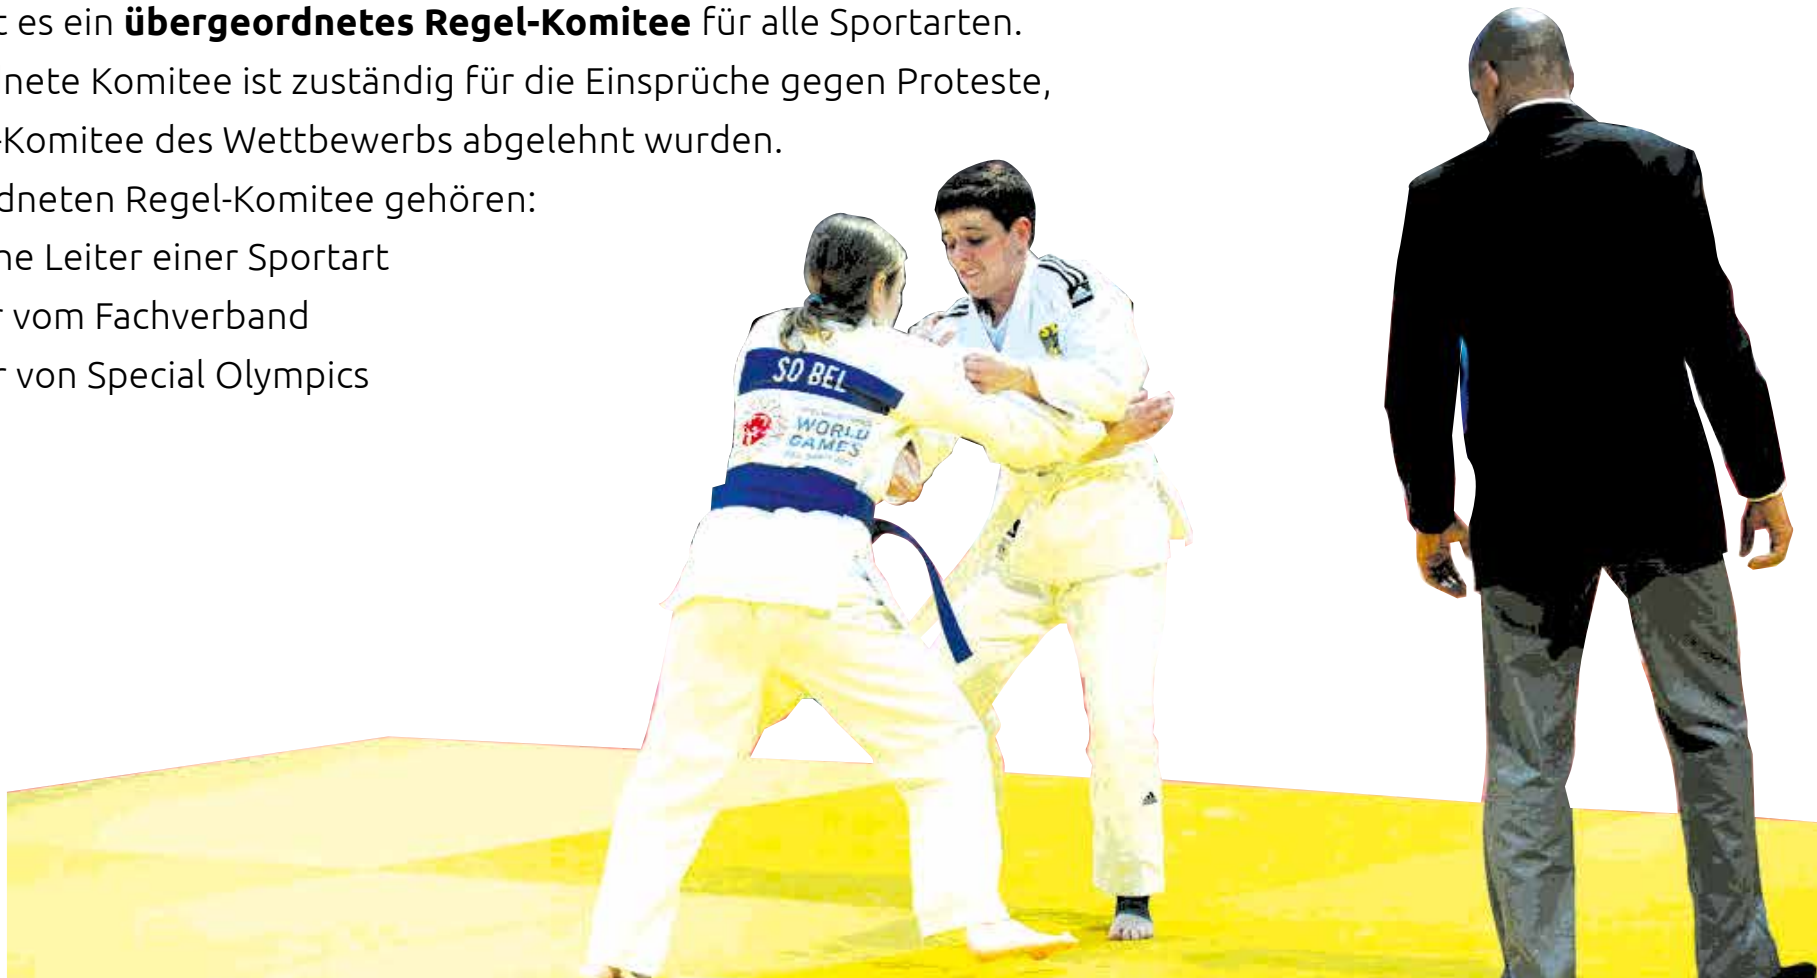 t es ein übergeordnetes Regel-Komitee für alle Sportarten.
nete Komitee ist zuständig für die Einsprüche gegen Proteste,
-Komitee des Wettbewerbs abgelehnt wurden.
dneten Regel-Komitee gehören:
ne Leiter einer Sportart
r vom Fachverband
r von Special Olympics
SO BEL
WORLD
GAMES